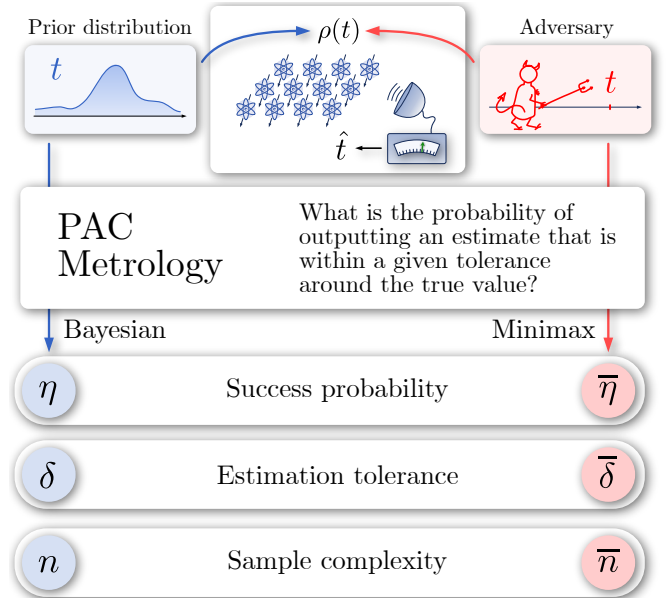 Prior distribution
ρ(t)
Adversary
t
t
t̂
PAC
Metrology
What is the probability of
outputting an estimate that is
within a given tolerance
around the true value?
Bayesian
Minimax
η
Success probability
η̅
δ
Estimation tolerance
δ̅
n
Sample complexity
n̅